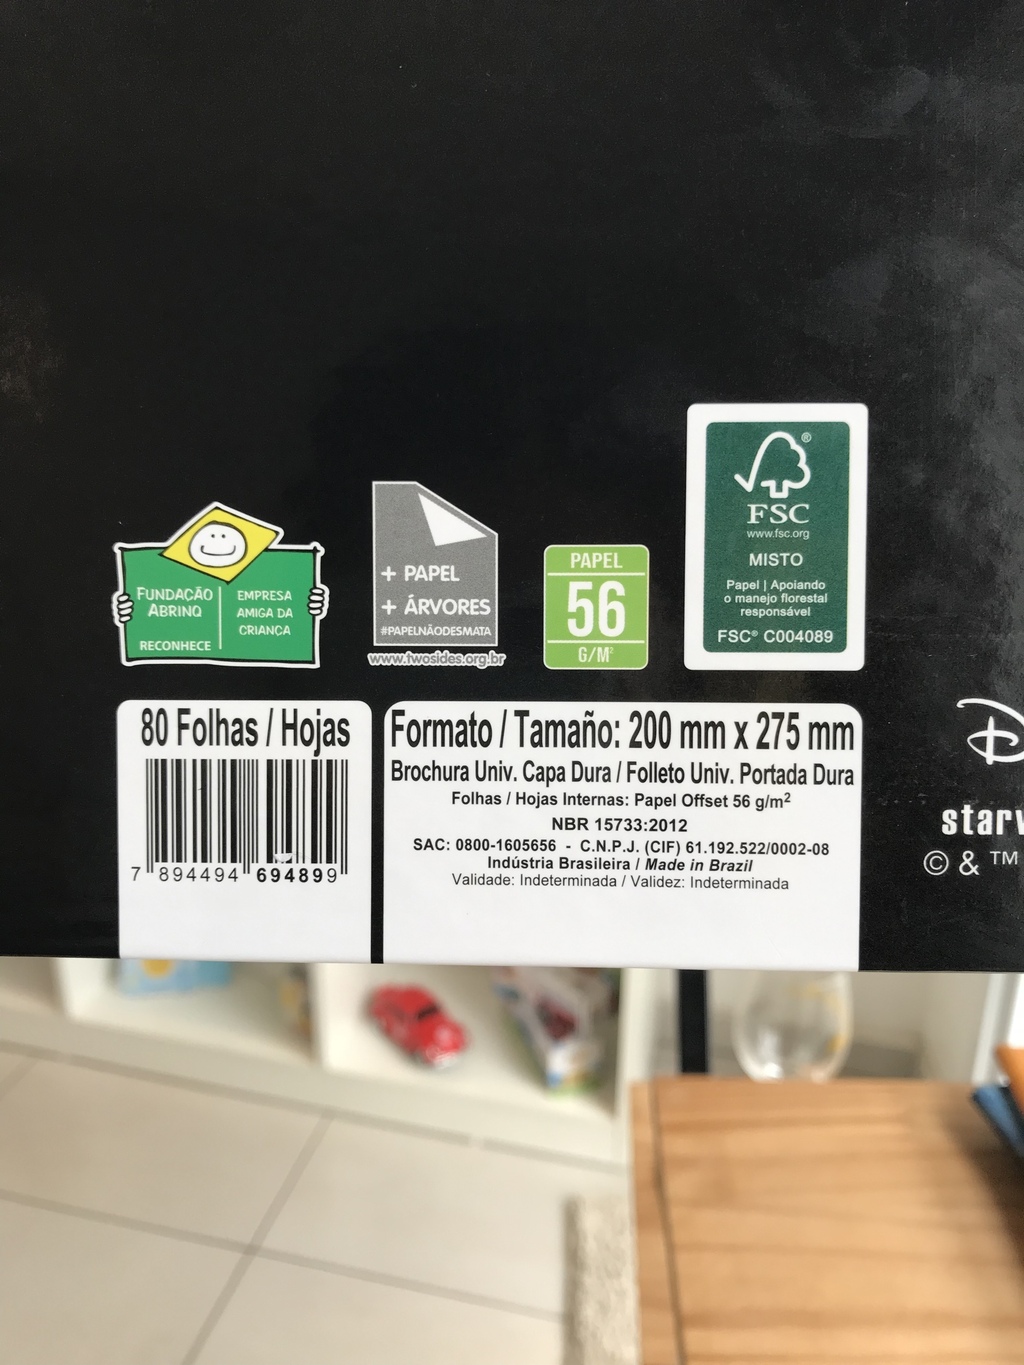 FSC®
www.fsc.org
MISTO
Papel | Apoiando
o manejo florestal
responsável
FSC® C004089
FUNDAÇÃO
ABRINQ
RECONHECE
EMPRESA
AMIGA DA
CRIANÇA
+ PAPEL
+ ÁRVORES
#PAPELNÃODESMATA
www.twosides.org.br
PAPEL
56
G/M²
80 Folhas / Hojas
7 894494 694899
Formato / Tamaño: 200 mm x 275 mm
Brochura Univ. Capa Dura / Folleto Univ. Portada Dura
Folhas / Hojas Internas: Papel Offset 56 g/m²
NBR 15733:2012
SAC: 0800-1605656 - C.N.P.J. (CIF) 61.192.522/0002-08
Indústria Brasileira / Made in Brazil
Validade: Indeterminada / Validez: Indeterminada
D
starw
© & ™